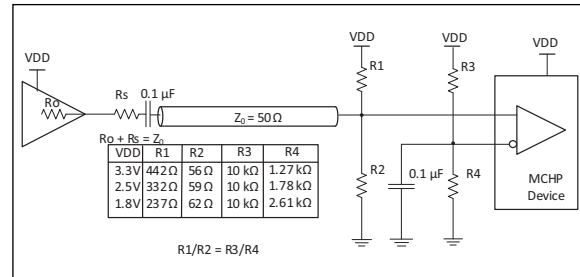 VDD
VDD
VDD
VDD
R1
R3
Ro
Rs
0.1 µF
Z0 = 50 Ω
Ro + Rs = Z0
VDD R1 R2 R3 R4
3.3V 442 Ω 56 Ω 10 kΩ 1.27 kΩ
2.5V 332 Ω 59 Ω 10 kΩ 1.78 kΩ
1.8V 237 Ω 62 Ω 10 kΩ 2.61 kΩ
R2
0.1 µF
R4
MCHP
Device
R1/R2 = R3/R4